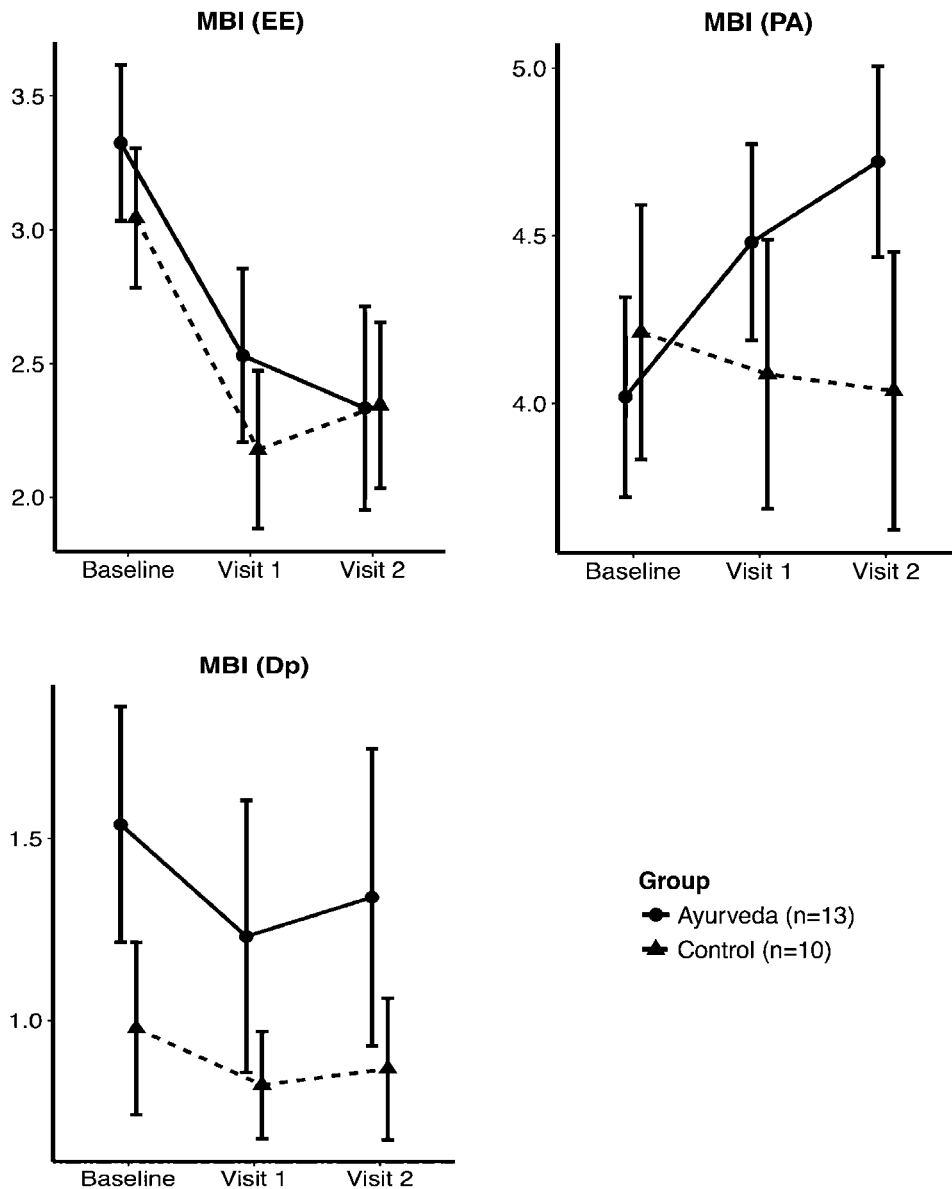 MBI (EE)
3.5
3.0
2.5
2.0
Baseline Visit 1 Visit 2
MBI (PA)
5.0
4.5
4.0
Baseline Visit 1 Visit 2
MBI (Dp)
1.5
1.0
Baseline Visit 1 Visit 2
Group
Ayurveda (n=13)
Control (n=10)